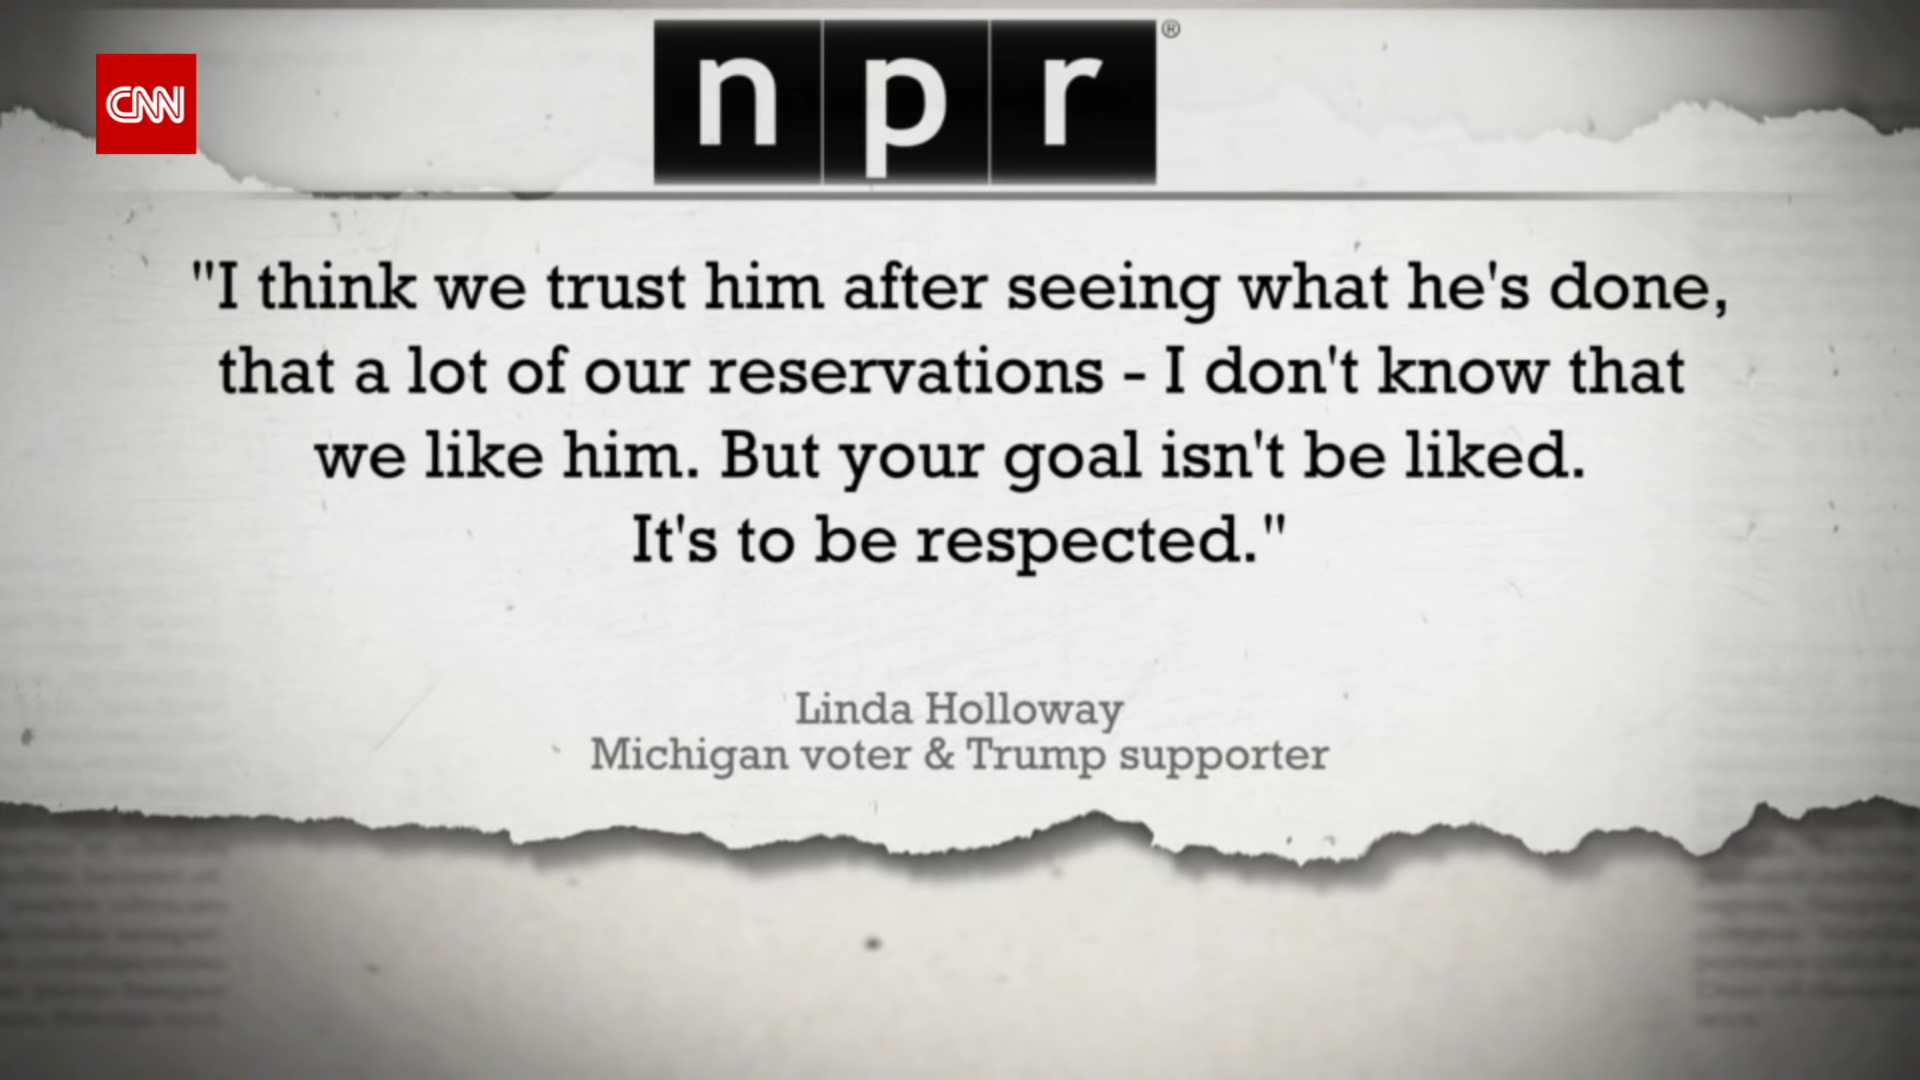 CNN
npr®
"I think we trust him after seeing what he's done,
that a lot of our reservations - I don't know that
we like him. But your goal isn't be liked.
It's to be respected."
Linda Holloway
Michigan voter & Trump supporter